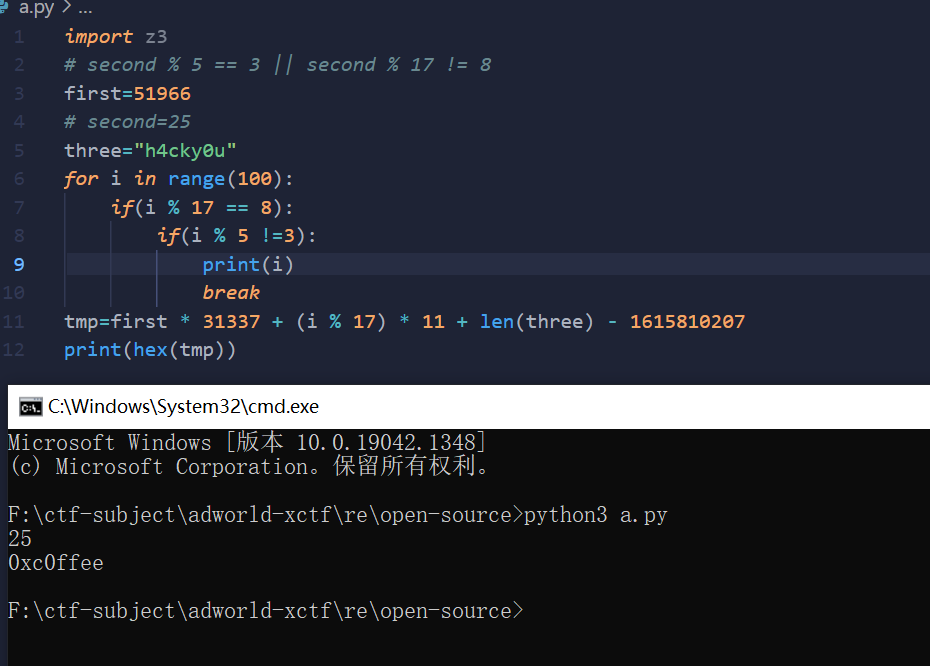 a.py > ...
1 import z3
2 # second % 5 == 3 || second % 17 != 8
3 first=51966
4 # second=25
5 three="h4cky0u"
6 for i in range(100):
7 if(i % 17 == 8):
8 if(i % 5 !=3):
9 print(i)
10 break
11 tmp=first * 31337 + (i % 17) * 11 + len(three) - 1615810207
12 print(hex(tmp))
C:\Windows\System32\cmd.exe
Microsoft Windows [版本 10.0.19042.1348]
(c) Microsoft Corporation。保留所有权利。
F:\ctf-subject\adworld-xctf\re\open-source>python3 a.py
25
0xc0ffee
F:\ctf-subject\adworld-xctf\re\open-source>